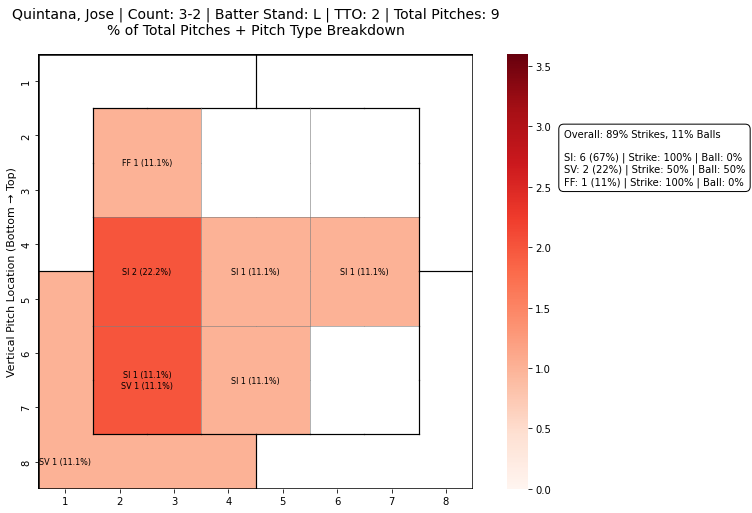 Quintana, Jose | Count: 3-2 | Batter Stand: L | TTO: 2 | Total Pitches: 9
% of Total Pitches + Pitch Type Breakdown
Vertical Pitch Location (Bottom → Top)
1
2
3
4
5
6
7
8
FF 1 (11.1%)
SI 2 (22.2%)
SI 1 (11.1%)
SI 1 (11.1%)
SI 1 (11.1%)
SV 1 (11.1%)
SI 1 (11.1%)
SV 1 (11.1%)
1
2
3
4
5
6
7
8
3.5
3.0
2.5
2.0
1.5
1.0
0.5
0.0
Overall: 89% Strikes, 11% Balls
SI: 6 (67%) | Strike: 100% | Ball: 0%
SV: 2 (22%) | Strike: 50% | Ball: 50%
FF: 1 (11%) | Strike: 100% | Ball: 0%